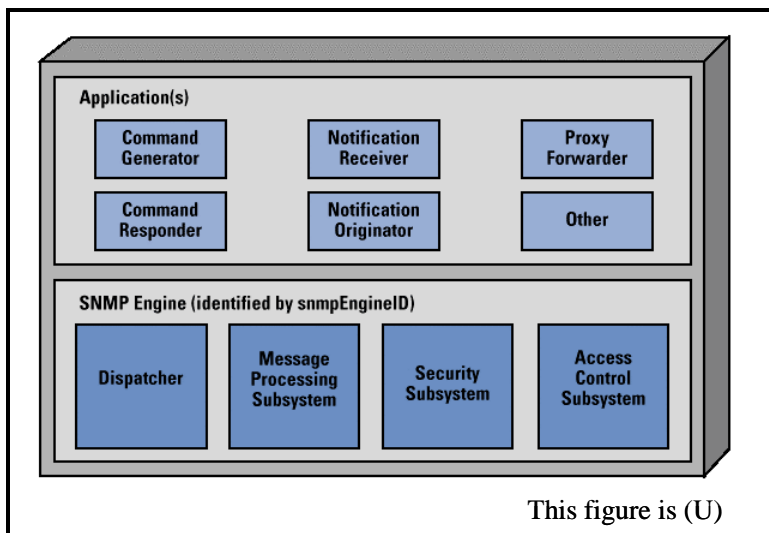 Application(s)
Command
Generator
Notification
Receiver
Proxy
Forwarder
Command
Responder
Notification
Originator
Other
SNMP Engine (identified by snmpEngineID)
Dispatcher
Message
Processing
Subsystem
Security
Subsystem
Access
Control
Subsystem
This figure is (U)